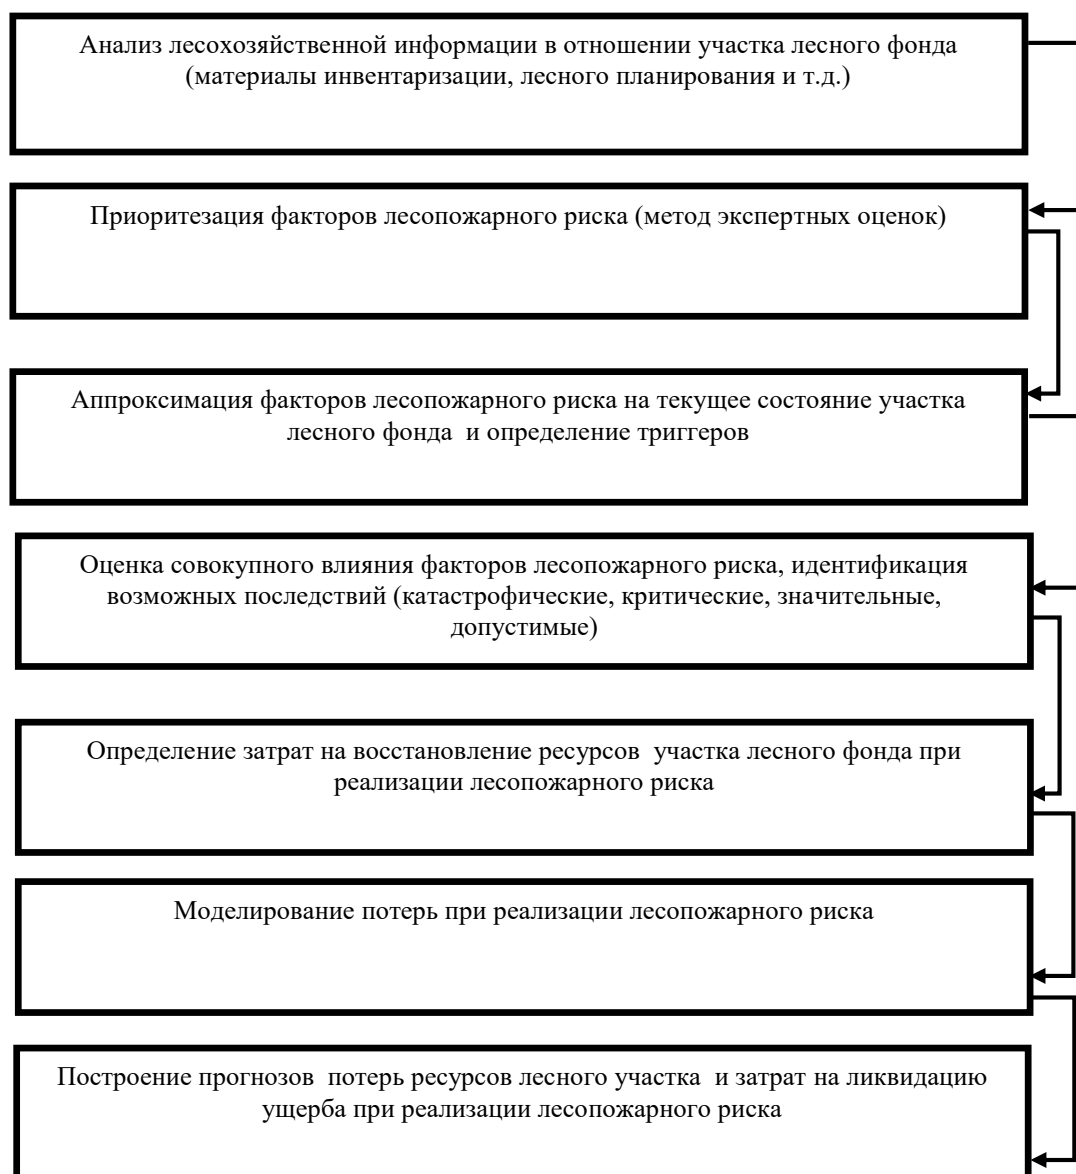 Анализ лесохозяйственной информации в отношении участка лесного фонда
(материалы инвентаризации, лесного планирования и т.д.)
Приоритезация факторов лесопожарного риска (метод экспертных оценок)
Аппроксимация факторов лесопожарного риска на текущее состояние участка
лесного фонда и определение триггеров
Оценка совокупного влияния факторов лесопожарного риска, идентификация
возможных последствий (катастрофические, критические, значительные,
допустимые)
Определение затрат на восстановление ресурсов участка лесного фонда при
реализации лесопожарного риска
Моделирование потерь при реализации лесопожарного риска
Построение прогнозов потерь ресурсов лесного участка и затрат на ликвидацию
ущерба при реализации лесопожарного риска